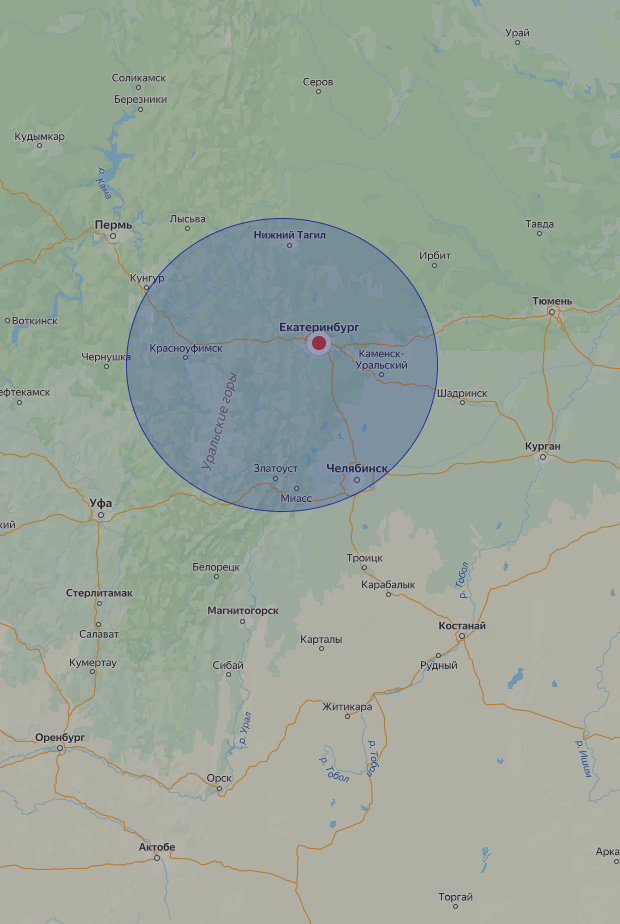 Урай
Соликамск
Серов
Березники
Кудымкар
р. Кама
Лысьва
Пермь
Тавда
Нижний Тагил
Ирбит
Кунгур
Тюмень
Воткинск
Екатеринбург
Красноуфимск
Чернушка
Каменск-
Уральский
ефтекамск
Шадринск
Уральские горы
Курган
Златоуст
Челябинск
Миасс
Уфа
кий
Троицк
Белорецк
Карабалык
р. Тобол
Стерлитамак
Магнитогорск
Костанай
Салават
Карталы
Кумертау
Сибай
Рудный
Житикара
р. Урал
Оренбург
р. Тобол
р. Тобол
р. Ишим
Орск
Актобе
Арка
Торгай